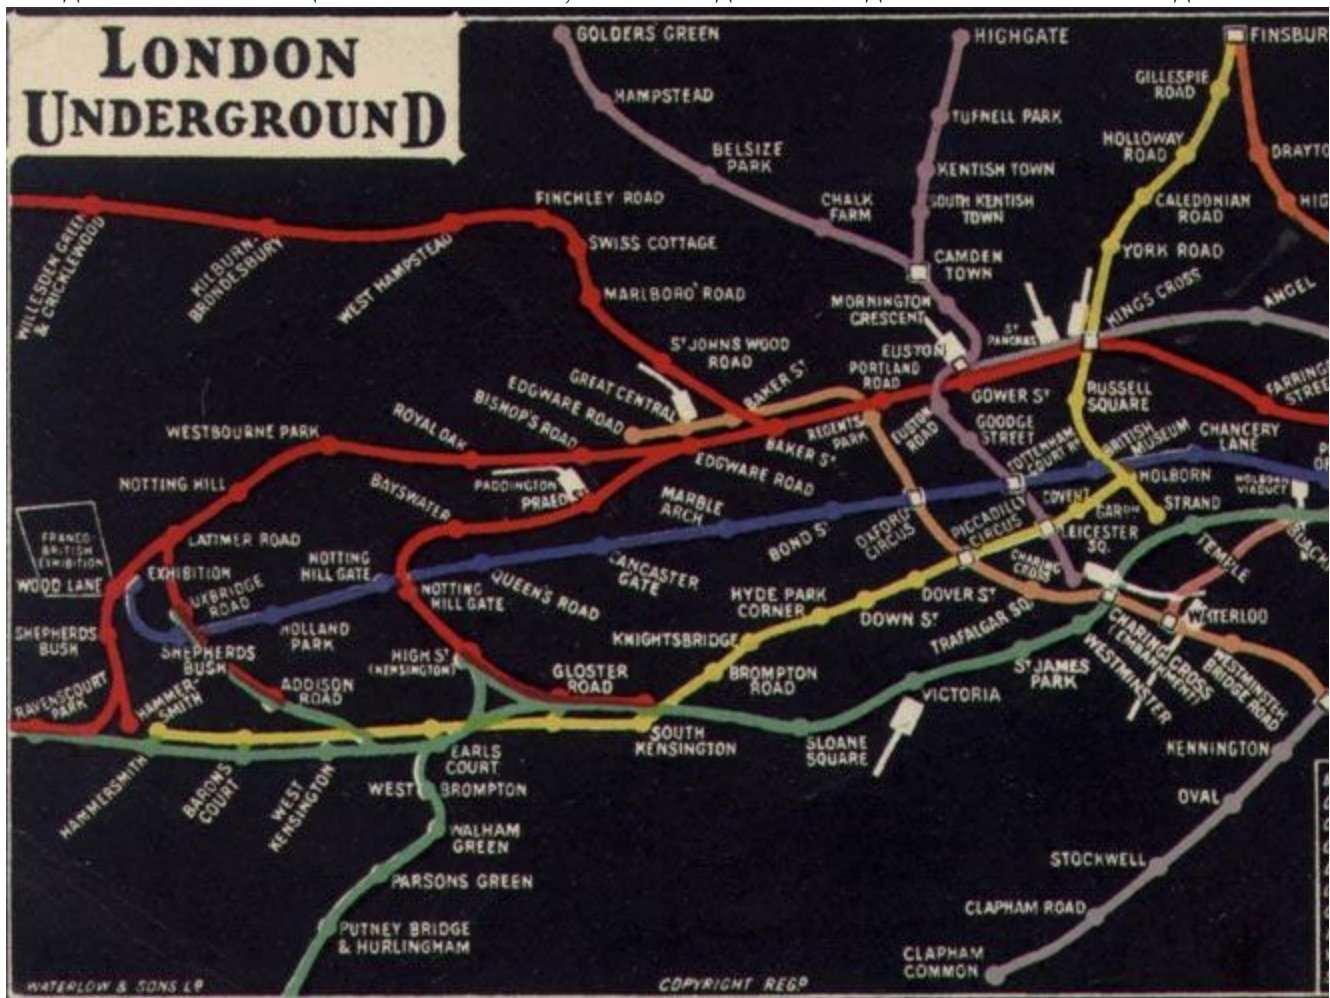 LONDON
UNDERGROUND
GOLDERS GREEN
HAMPSTEAD
BELSIZE
PARK
CHALK
FARM
HIGHGATE
TUFNELL PARK
KENTISH TOWN
SOUTH KENTISH
TOWN
CAMDEN
TOWN
MORNINGTON
CRESCENT
EUSTON
FINSBUR
GILLESPIE
ROAD
HOLLOWAY
ROAD
CALEDONIAN
ROAD
YORK ROAD
KINGS CROSS
ANGEL
DRAYTO
HIG
FINCHLEY ROAD
SWISS COTTAGE
MARLBORO' ROAD
ST JOHNS WOOD
ROAD
WILLESDEN GREEN
& CRICKLEWOOD
KILBURN-
BRONDESBURY
WEST HAMPSTEAD
ST
PANCRAS
PORTLAND
ROAD
GREAT CENTRAL
BAKER ST
EDGWARE ROAD
BISHOP'S ROAD
ROYAL OAK
WESTBOURNE PARK
NOTTING HILL
LATIMER ROAD
BAYSWATER
PADDINGTON
PRAED ST
EDGWARE ROAD
BAKER ST
REGENTS
PARK
EUSTON
ROAD
GOWER ST
GOODGE
STREET
TOTTENHAM
COURT RD
RUSSELL
SQUARE
BRITISH
MUSEUM
CHANCERY
LANE
FARRING
STREE
HOLBORN
HOLBORN
VIADUCT
STRAND
COVENT
GARDN
LEICESTER
SQ.
PICCADILLY
CIRCUS
OXFORD
CIRCUS
BOND ST
MARBLE
ARCH
LANCASTER
GATE
QUEEN'S ROAD
NOTTING
HILL GATE
NOTTING
HILL GATE
HOLLAND
PARK
FRANCO-
BRITISH
EXHIBITION
WOOD LANE
EXHIBITION
UXBRIDGE
ROAD
SHEPHERDS
BUSH
SHEPHERDS
BUSH
ADDISON
ROAD
RAVENSCOURT
PARK
HAMMER-
SMITH
HAMMERSMITH
BARONS
COURT
WEST
KENSINGTON
HIGH ST
(KENSINGTON)
GLOSTER
ROAD
EARLS
COURT
SOUTH
KENSINGTON
BROMPTON
ROAD
KNIGHTSBRIDGE
HYDE PARK
CORNER
DOWN ST
DOVER ST
TRAFALGAR SQ.
CHARING
CROSS
TEMPLE
BLACK
WATERLOO
CHARING CROSS
(EMBANKMENT)
WESTMINSTER
WESTMINSTER
BRIDGE ROAD
ST JAMES
PARK
VICTORIA
SLOANE
SQUARE
WEST BROMPTON
WALHAM
GREEN
PARSONS GREEN
PUTNEY BRIDGE
& HURLINGHAM
KENNINGTON
OVAL
STOCKWELL
CLAPHAM ROAD
CLAPHAM
COMMON
WATERLOW & SONS LD
COPYRIGHT REGD